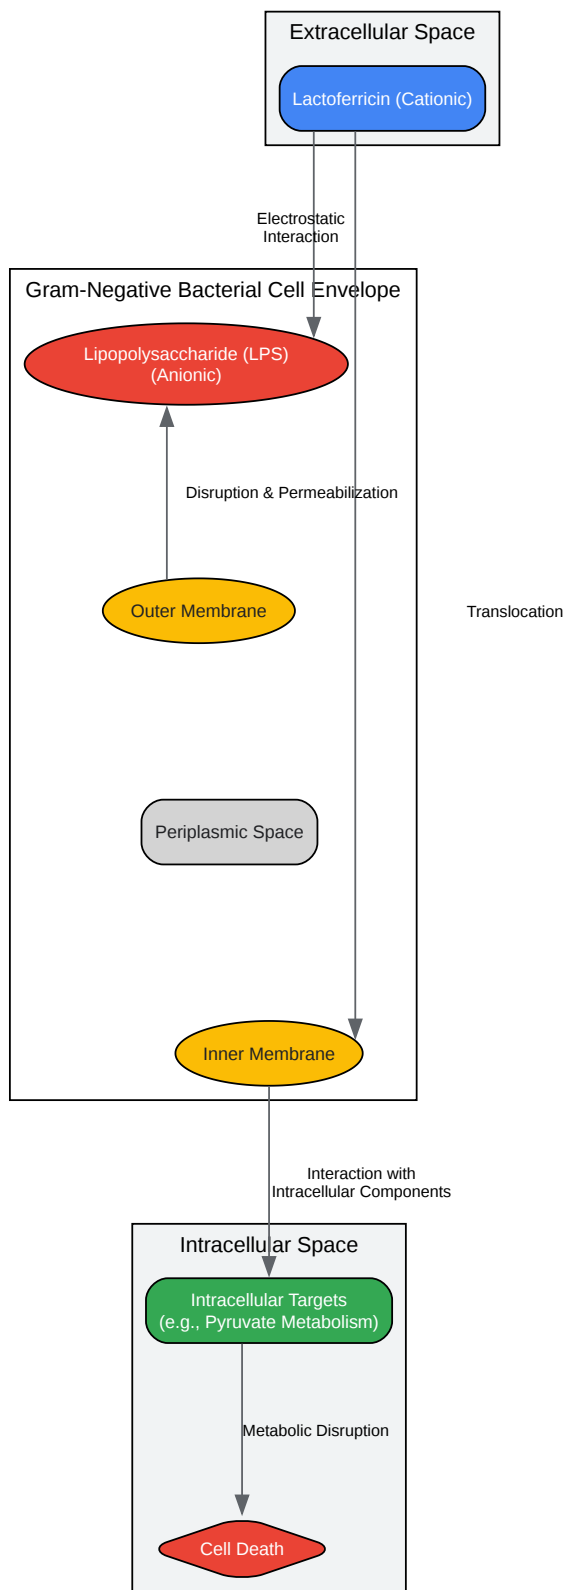 Extracellular Space
Lactoferricin (Cationic)
Electrostatic
Interaction
Gram-Negative Bacterial Cell Envelope
Lipopolysaccharide (LPS)
(Anionic)
Disruption & Permeabilization
Outer Membrane
Translocation
Periplasmic Space
Inner Membrane
Interaction with
Intracellular Components
Intracellular Space
Intracellular Targets
(e.g., Pyruvate Metabolism)
Metabolic Disruption
Cell Death